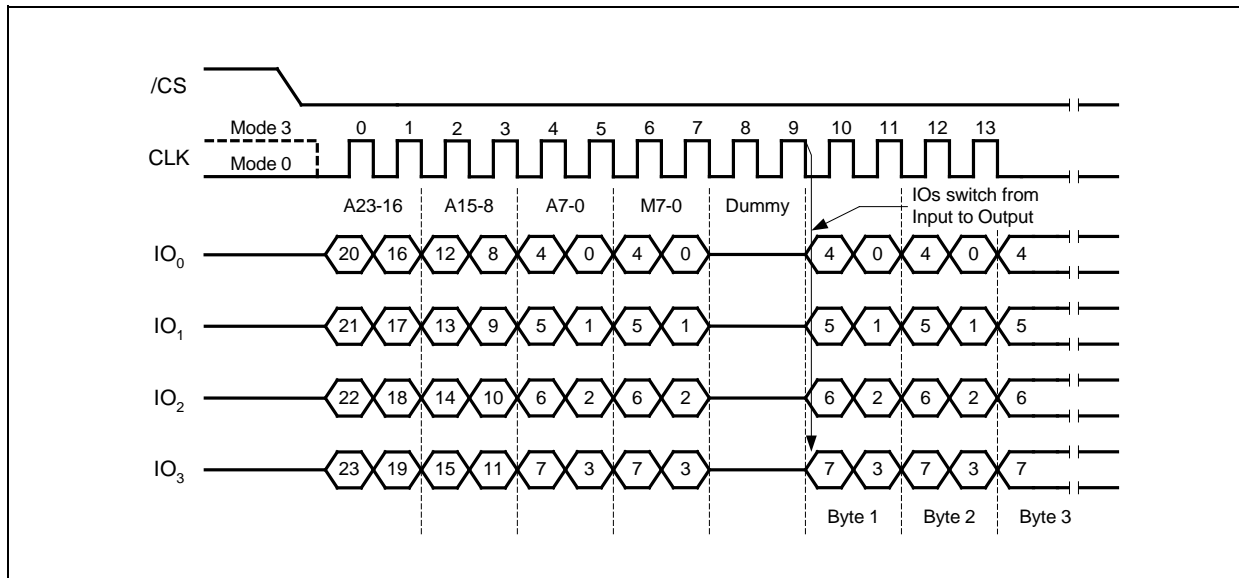 /CS
Mode 3
0 1 2 3 4 5 6 7 8 9 10 11 12 13
CLK
Mode 0
A23-16 A15-8 A7-0 M7-0 Dummy
IOs switch from
Input to Output
IO0 20 16 12 8 4 0 4 0 4 0 4 0 4
IO1 21 17 13 9 5 1 5 1 5 1 5 1 5
IO2 22 18 14 10 6 2 6 2 6 2 6 2 6
IO3 23 19 15 11 7 3 7 3 7 3 7 3 7
Byte 1 Byte 2 Byte 3